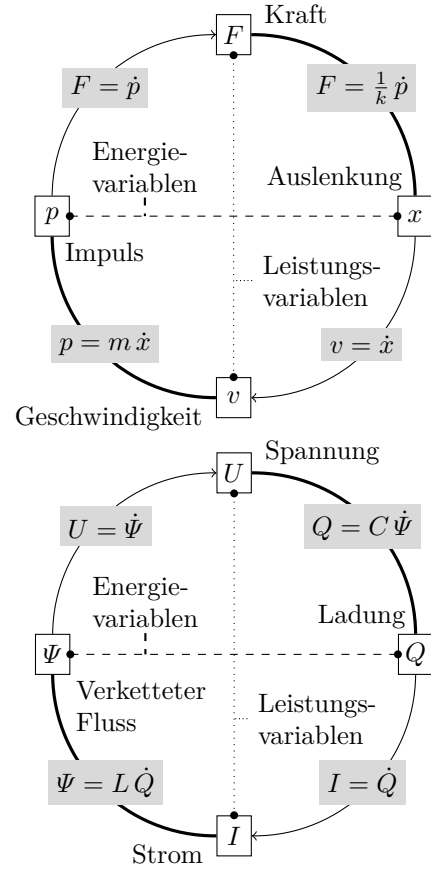 F
Kraft
F = ṗ
F = 1/k ṗ
Energie-
variablen
Auslenkung
p
x
Impuls
Leistungs-
variablen
p = m ẋ
v = ẋ
v
Geschwindigkeit
Spannung
U
U = Ψ̇
Q = C Ψ̇
Energie-
variablen
Ladung
Ψ
Q
Verketteter
Fluss
Leistungs-
variablen
Ψ = L Q̇
I = Q̇
I
Strom